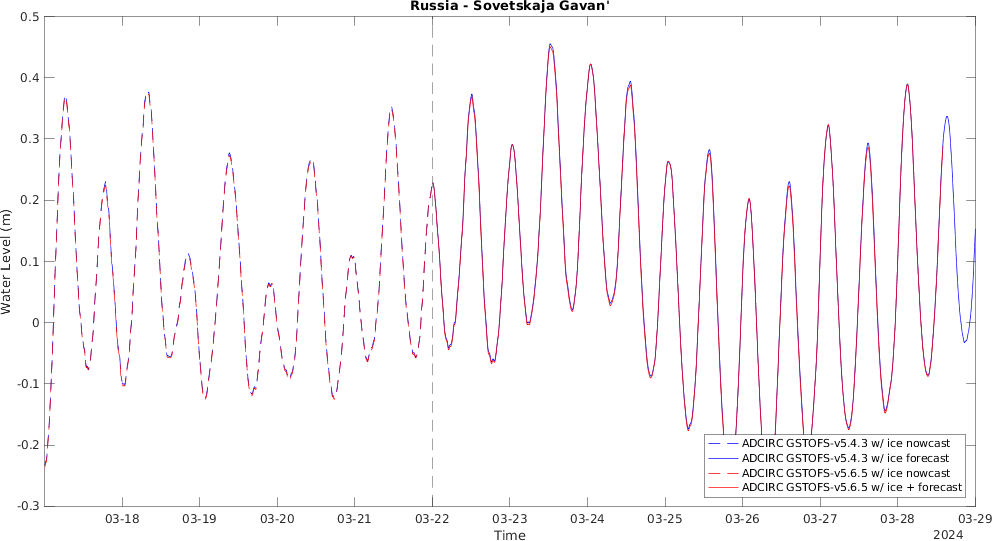 Russia - Sovetskaja Gavan'
Water Level (m)
0.5
0.4
0.3
0.2
0.1
0
-0.1
-0.2
-0.3
ADCIRC GSTOFS-v5.4.3 w/ ice nowcast
ADCIRC GSTOFS-v5.4.3 w/ ice forecast
ADCIRC GSTOFS-v5.6.5 w/ ice nowcast
ADCIRC GSTOFS-v5.6.5 w/ ice + forecast
03-18 03-19 03-20 03-21 03-22 03-23 03-24 03-25 03-26 03-27 03-28 03-29
Time
2024